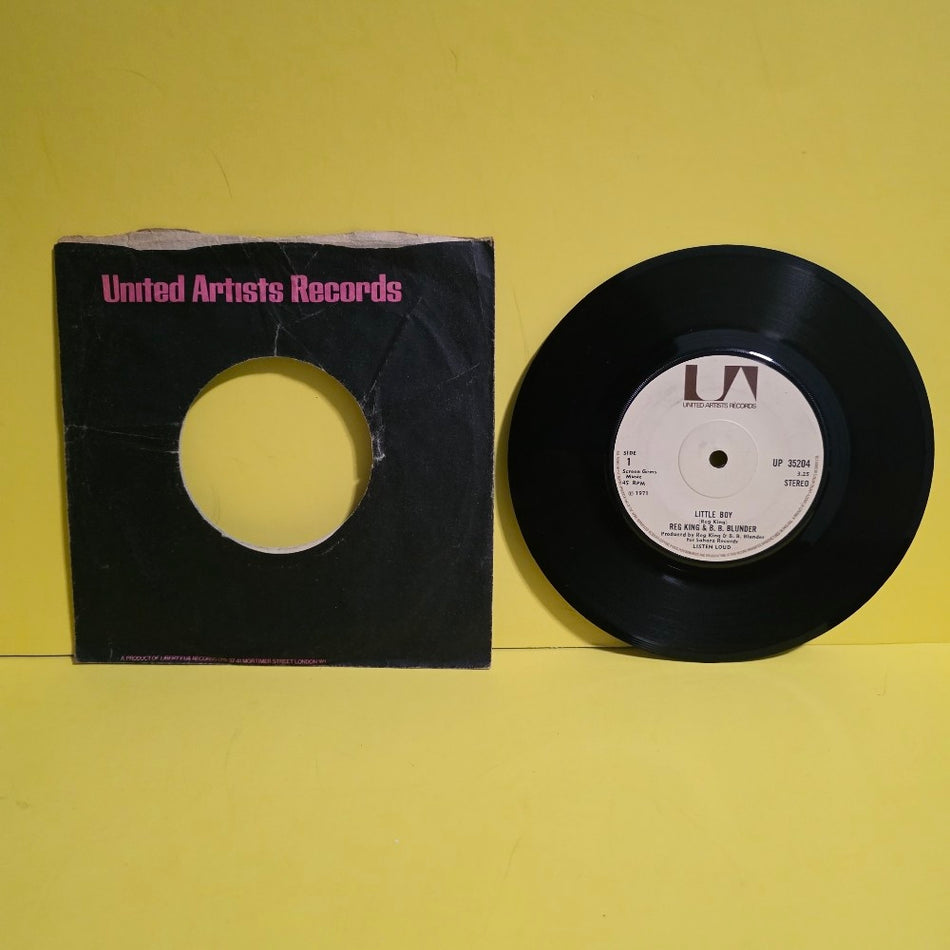 United Artists Records
A PRODUCT OF LIBERTY/UA RECORDS LTD 37-41 MORTIMER STREET LONDON W1
UA
UNITED ARTISTS RECORDS
SIDE
1
Screen Gems
Music
45 RPM
℗ 1971
UP 35204
3.25
STEREO
LITTLE BOY
(Reg King)
REG KING & B. B. BLUNDER
Produced by Reg King & B. B. Blunder
for Sahara Records
LISTEN LOUD